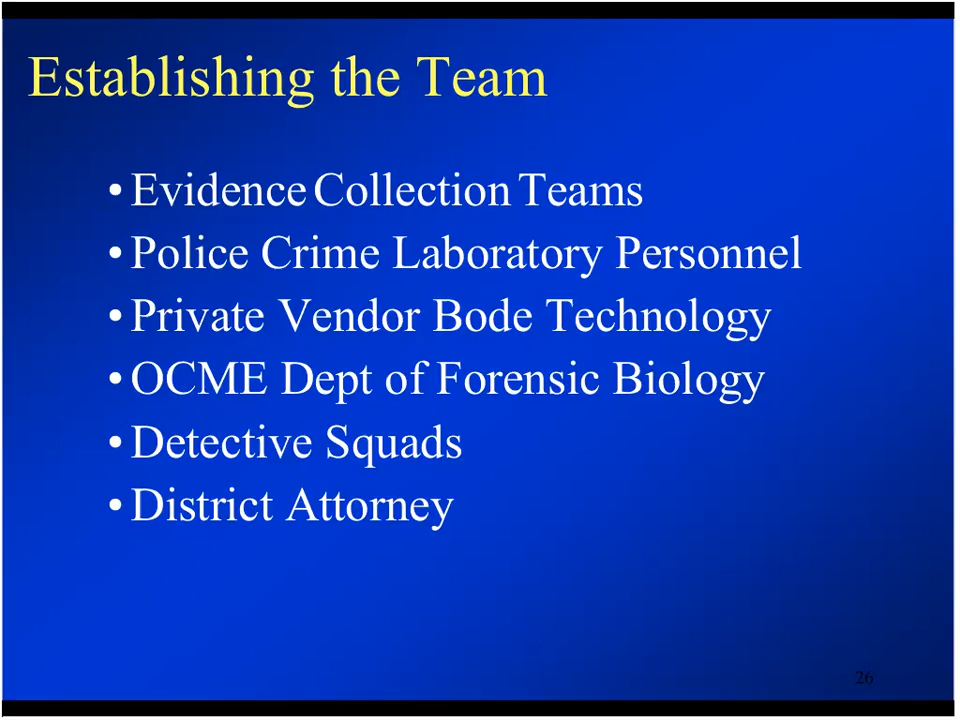 Establishing the Team
•Evidence Collection Teams
•Police Crime Laboratory Personnel
•Private Vendor Bode Technology
•OCME Dept of Forensic Biology
•Detective Squads
•District Attorney
26